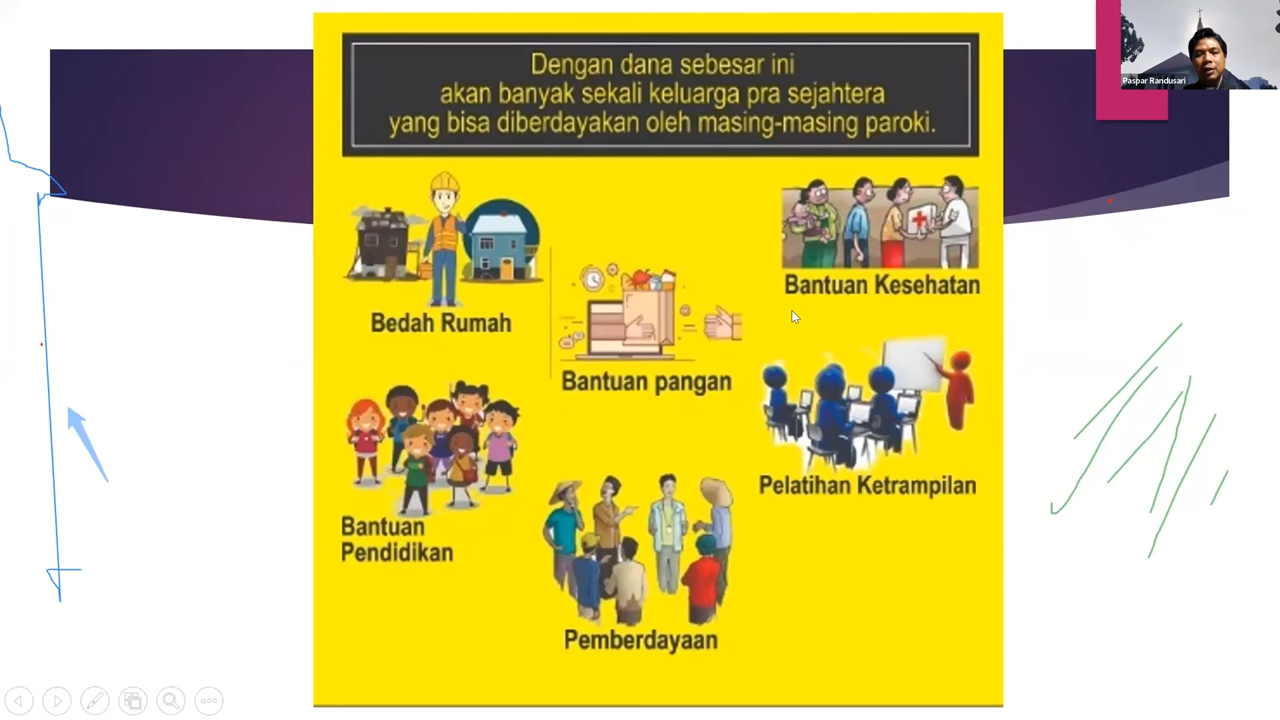 Dengan dana sebesar ini
akan banyak sekali keluarga pra sejahtera
yang bisa diberdayakan oleh masing-masing paroki.
Paspar Randusari
Bedah Rumah
Bantuan pangan
Bantuan Kesehatan
Bantuan
Pendidikan
Pelatihan Ketrampilan
Pemberdayaan